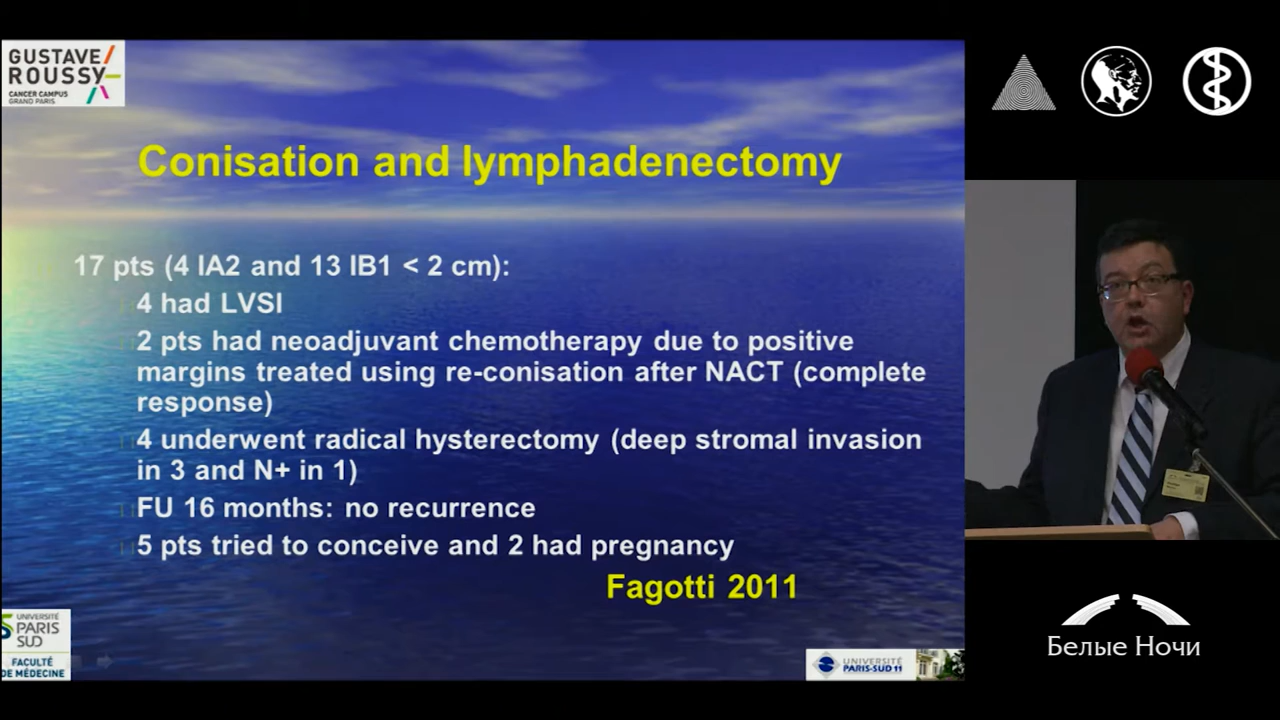 GUSTAVE/
ROUSSY
CANCER CAMPUS
GRAND PARIS
Conisation and lymphadenectomy
17 pts (4 IA2 and 13 IB1 < 2 cm):
4 had LVSI
2 pts had neoadjuvant chemotherapy due to positive
margins treated using re-conisation after NACT (complete
response)
4 underwent radical hysterectomy (deep stromal invasion
in 3 and N+ in 1)
FU 16 months: no recurrence
5 pts tried to conceive and 2 had pregnancy
Fagotti 2011
UNIVERSITÉ
PARIS
SUD
FACULTÉ
DE MÉDECINE
UNIVERSITÉ
PARIS-SUD 11
Белые Ночи